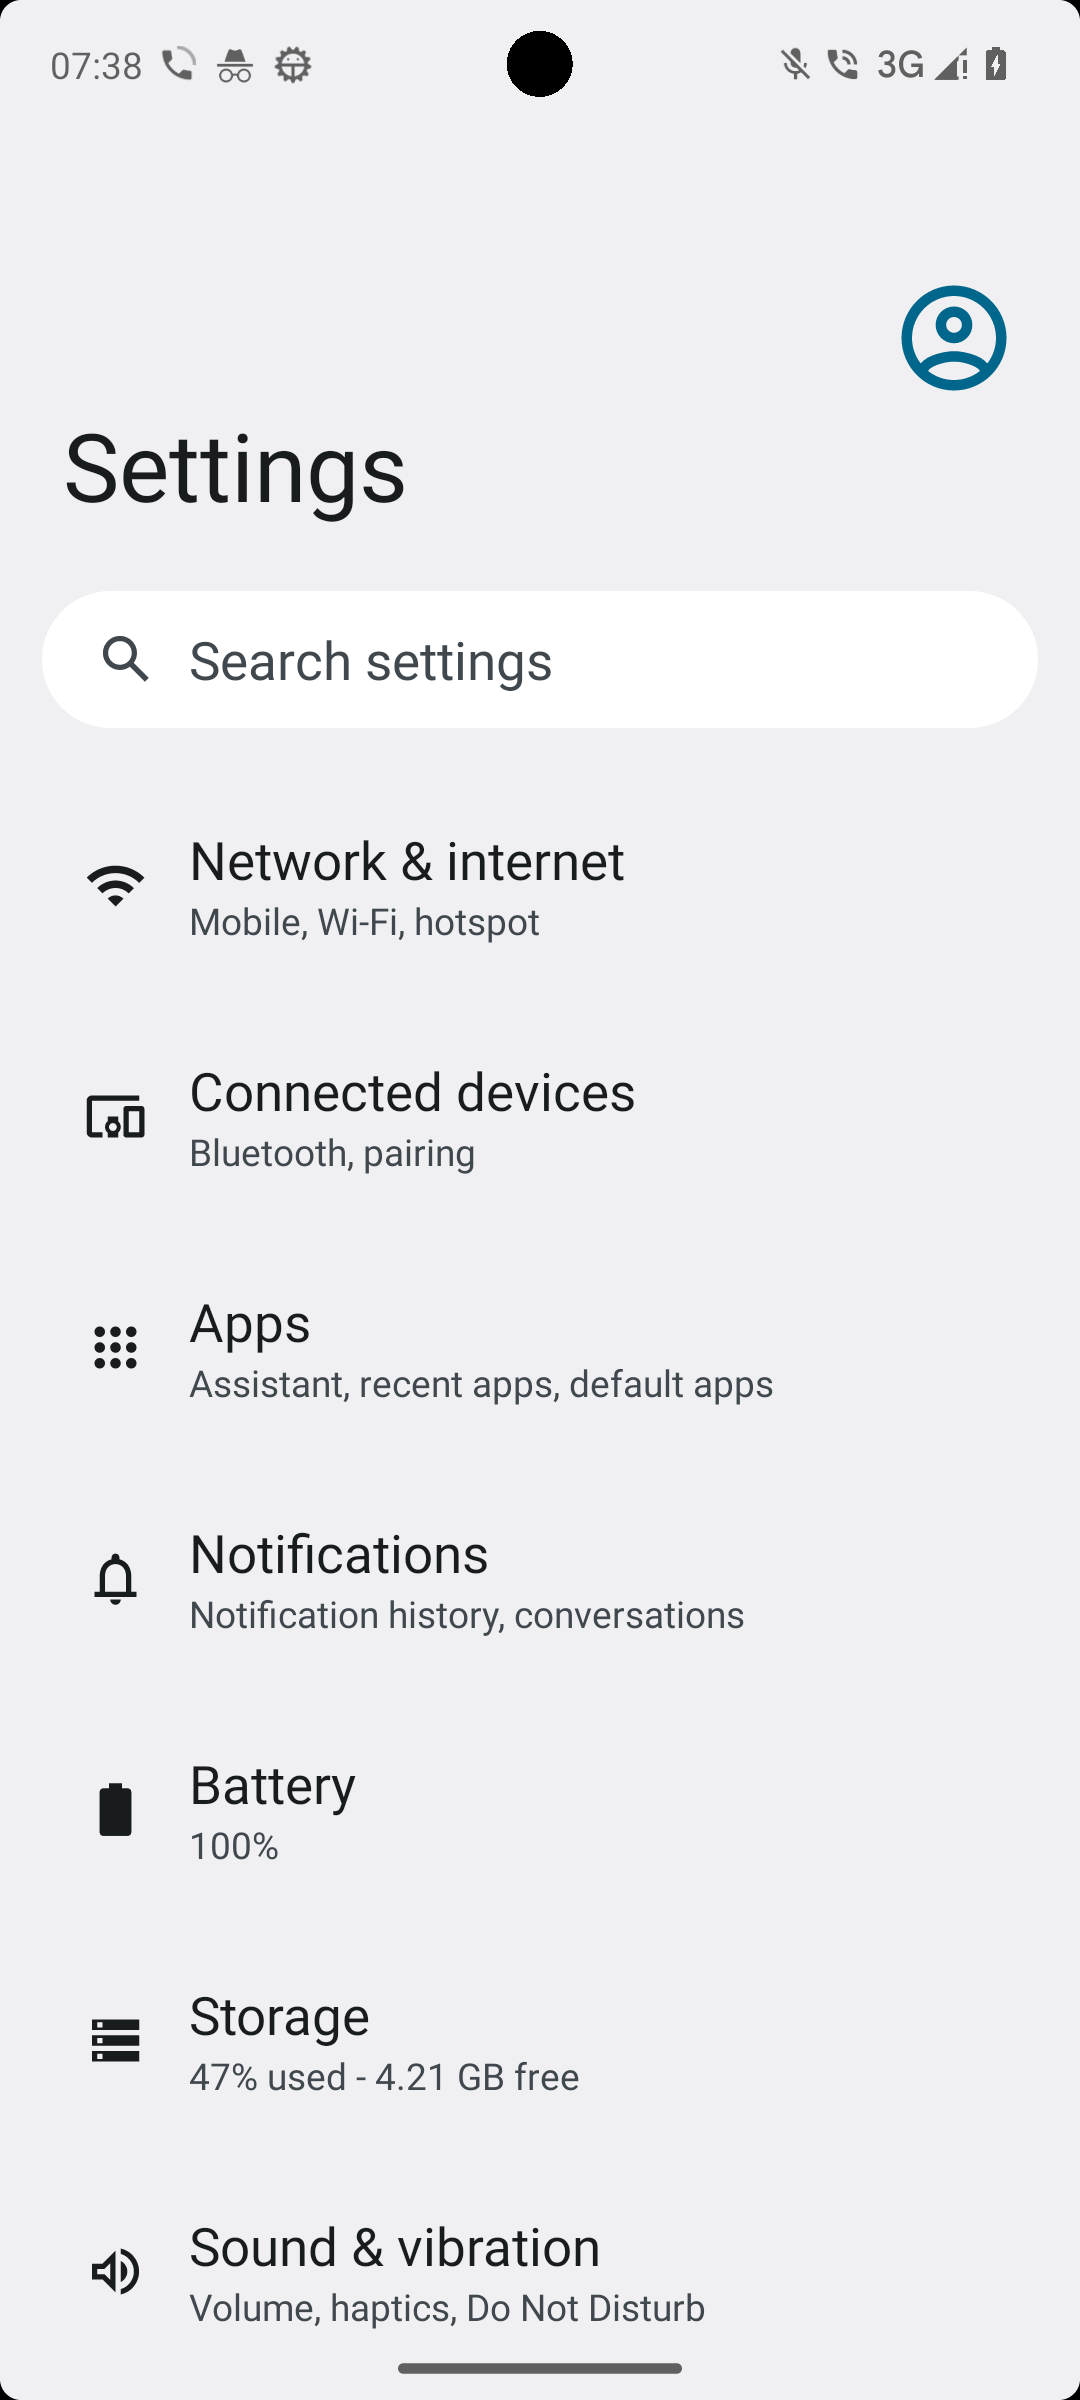 07:38
3G
Settings
Search settings
Network & internet
Mobile, Wi-Fi, hotspot
Connected devices
Bluetooth, pairing
Apps
Assistant, recent apps, default apps
Notifications
Notification history, conversations
Battery
100%
Storage
47% used - 4.21 GB free
Sound & vibration
Volume, haptics, Do Not Disturb